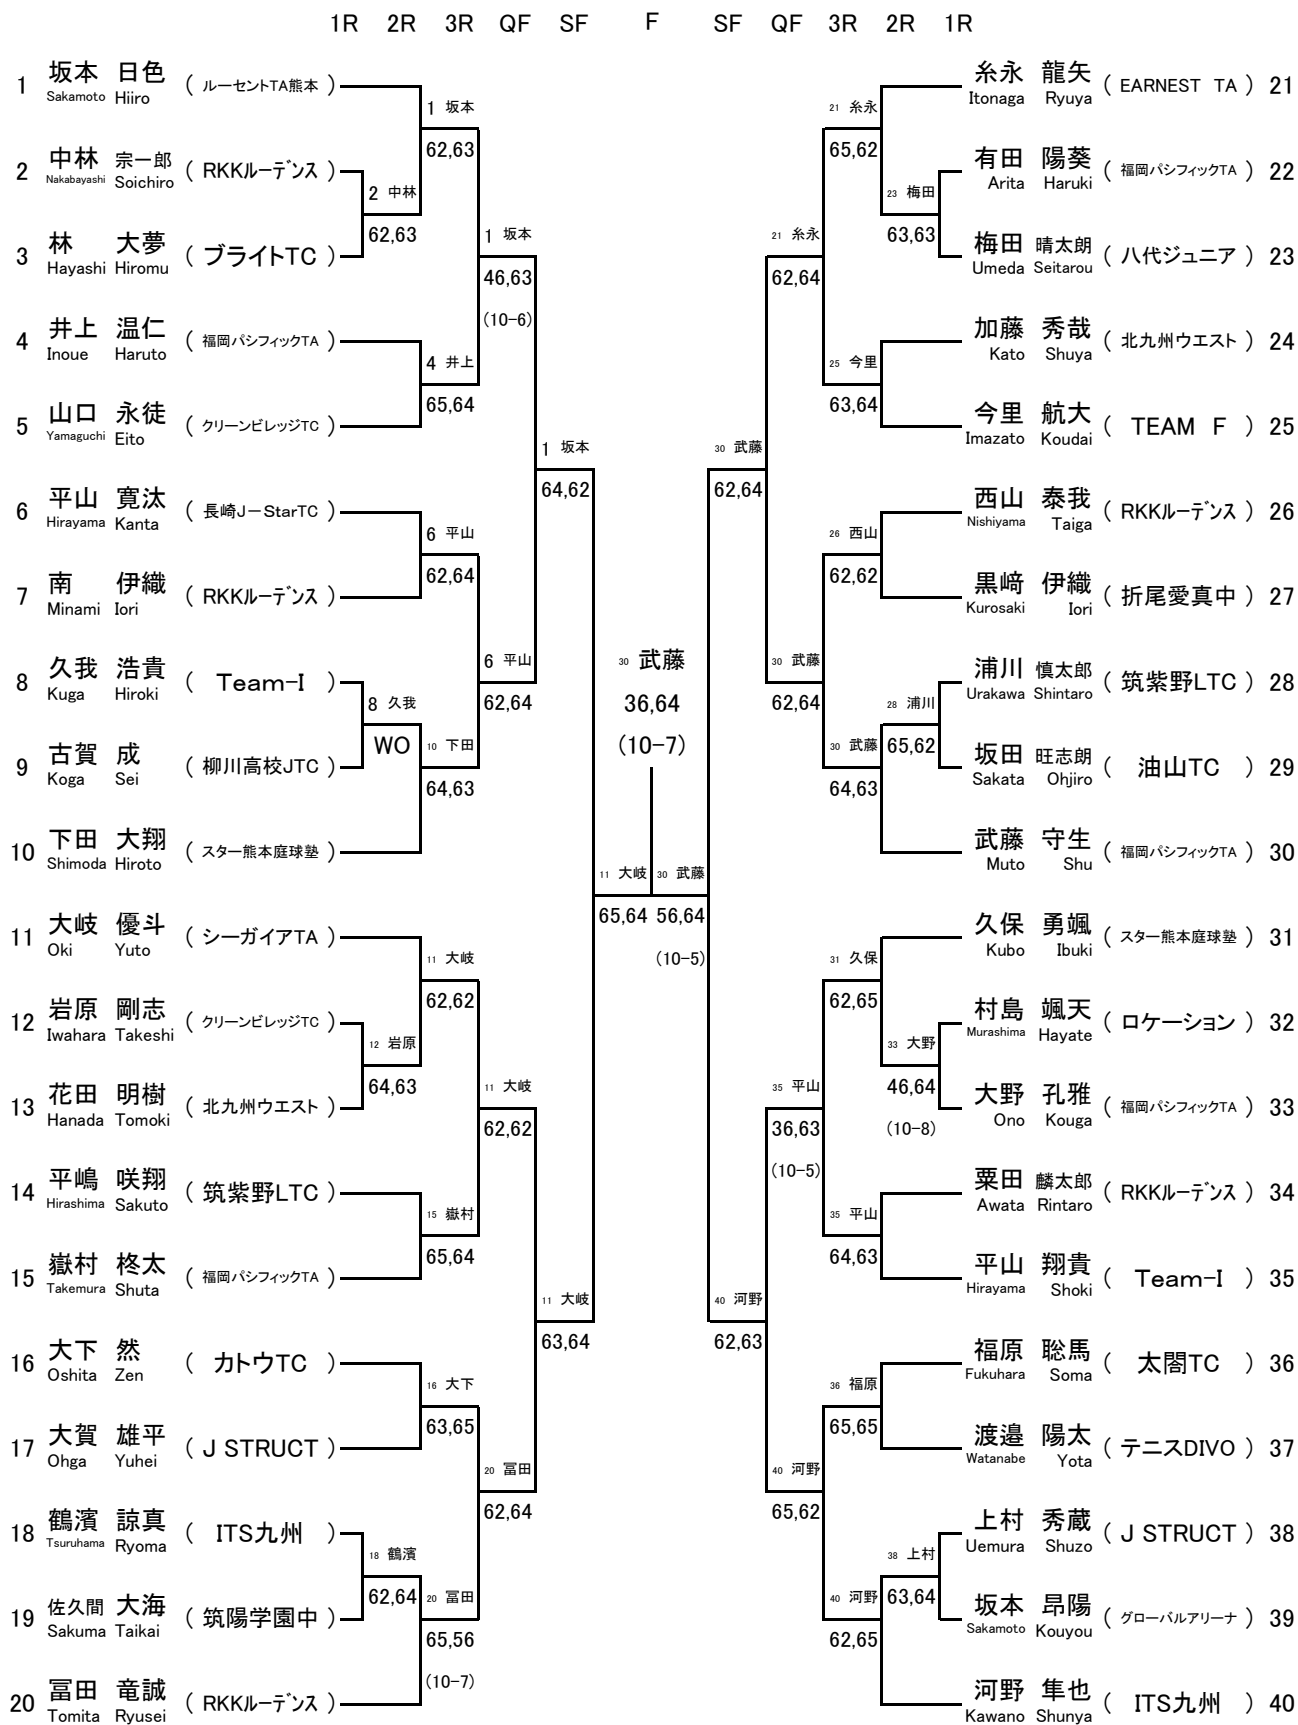 1R 2R 3R QF SF F SF QF 3R 2R 1R
1 坂本 日色 ( ルーセントTA熊本 )
Sakamoto Hiiro
1 坂本
62,63
2 中林 宗一郎 ( RKKルーデンス )
Nakabayashi Soichiro
2 中林
62,63
3 林 大夢 ( ブライトTC )
Hayashi Hiromu
1 坂本
46,63
(10-6)
4 井上 温仁 ( 福岡パシフィックTA )
Inoue Haruto
4 井上
65,64
5 山口 永徒 ( クリーンビレッジTC )
Yamaguchi Eito
1 坂本
64,62
6 平山 寛汰 ( 長崎J-StarTC )
Hirayama Kanta
6 平山
62,64
7 南 伊織 ( RKKルーデンス )
Minami Iori
6 平山
62,64
8 久我 浩貴 ( Team-I )
Kuga Hiroki
8 久我
WO
9 古賀 成 ( 柳川高校JTC )
Koga Sei
10 下田
64,63
10 下田 大翔 ( スター熊本庭球塾 )
Shimoda Hiroto
11 大岐
65,64
11 大岐 優斗 ( シーガイアTA )
Oki Yuto
11 大岐
62,62
12 岩原 剛志 ( クリーンビレッジTC )
Iwahara Takeshi
12 岩原
64,63
13 花田 明樹 ( 北九州ウエスト )
Hanada Tomoki
11 大岐
62,62
14 平嶋 咲翔 ( 筑紫野LTC )
Hirashima Sakuto
15 嶽村
65,64
15 嶽村 柊太 ( 福岡パシフィックTA )
Takemura Shuta
11 大岐
63,64
16 大下 然 ( カトウTC )
Oshita Zen
16 大下
63,65
17 大賀 雄平 ( J STRUCT )
Ohga Yuhei
20 冨田
62,64
18 鶴濱 諒真 ( ITS九州 )
Tsuruhama Ryoma
18 鶴濱
62,64
19 佐久間 大海 ( 筑陽学園中 )
Sakuma Taikai
20 冨田
65,56
(10-7)
20 冨田 竜誠 ( RKKルーデンス )
Tomita Ryusei
30 武藤
36,64
(10-7)
糸永 龍矢 ( EARNEST TA ) 21
Itonaga Ryuya
21 糸永
65,62
有田 陽葵 ( 福岡パシフィックTA ) 22
Arita Haruki
23 梅田
63,63
梅田 晴太朗 ( 八代ジュニア ) 23
Umeda Seitarou
21 糸永
62,64
加藤 秀哉 ( 北九州ウエスト ) 24
Kato Shuya
25 今里
63,64
今里 航大 ( TEAM F ) 25
Imazato Koudai
30 武藤
62,64
西山 泰我 ( RKKルーデンス ) 26
Nishiyama Taiga
26 西山
62,62
黒﨑 伊織 ( 折尾愛真中 ) 27
Kurosaki Iori
30 武藤
62,64
浦川 慎太郎 ( 筑紫野LTC ) 28
Urakawa Shintaro
28 浦川
65,62
坂田 旺志朗 ( 油山TC ) 29
Sakata Ohjiro
30 武藤
64,63
武藤 守生 ( 福岡パシフィックTA ) 30
Muto Shu
30 武藤
56,64
(10-5)
久保 勇颯 ( スター熊本庭球塾 ) 31
Kubo Ibuki
31 久保
62,65
村島 颯天 ( ロケーション ) 32
Murashima Hayate
33 大野
46,64
(10-8)
大野 孔雅 ( 福岡パシフィックTA ) 33
Ono Kouga
35 平山
36,63
(10-5)
粟田 麟太郎 ( RKKルーデンス ) 34
Awata Rintaro
35 平山
64,63
平山 翔貴 ( Team-I ) 35
Hirayama Shoki
40 河野
62,63
福原 聡馬 ( 太閤TC ) 36
Fukuhara Soma
36 福原
65,65
渡邉 陽太 ( テニスDIVO ) 37
Watanabe Yota
40 河野
65,62
上村 秀蔵 ( J STRUCT ) 38
Uemura Shuzo
38 上村
63,64
坂本 昂陽 ( グローバルアリーナ ) 39
Sakamoto Kouyou
40 河野
62,65
河野 隼也 ( ITS九州 ) 40
Kawano Shunya